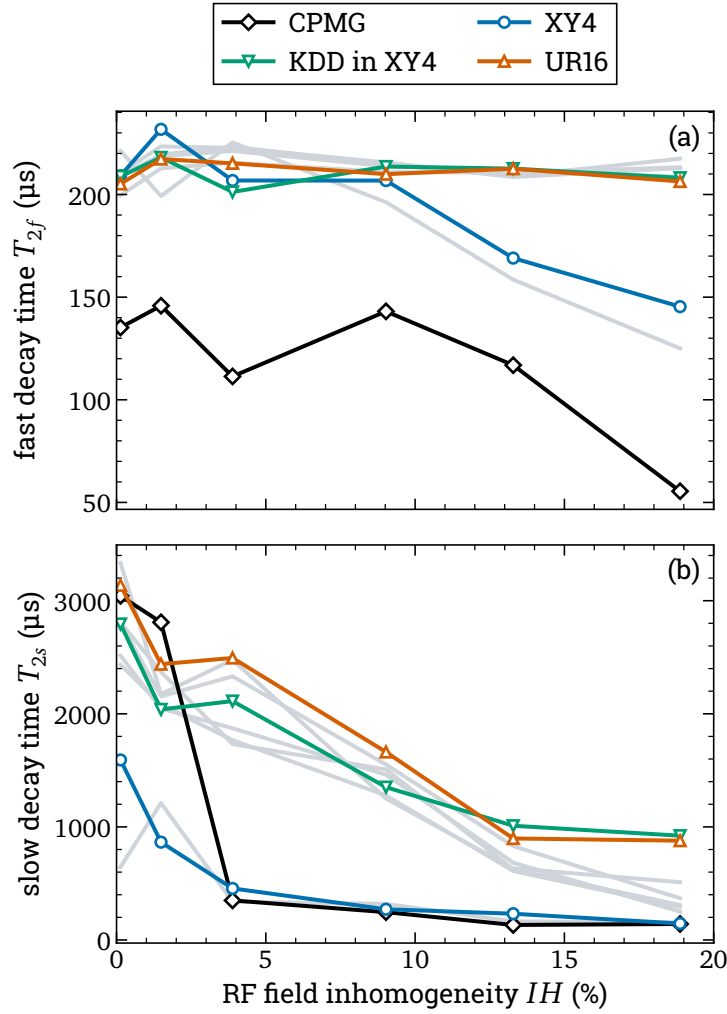 CPMG
XY4
KDD in XY4
UR16
(a)
200
150
100
50
fast decay time T2f (µs)
(b)
3000
2000
1000
0
slow decay time T2s (µs)
0 5 10 15 20
RF field inhomogeneity IH (%)